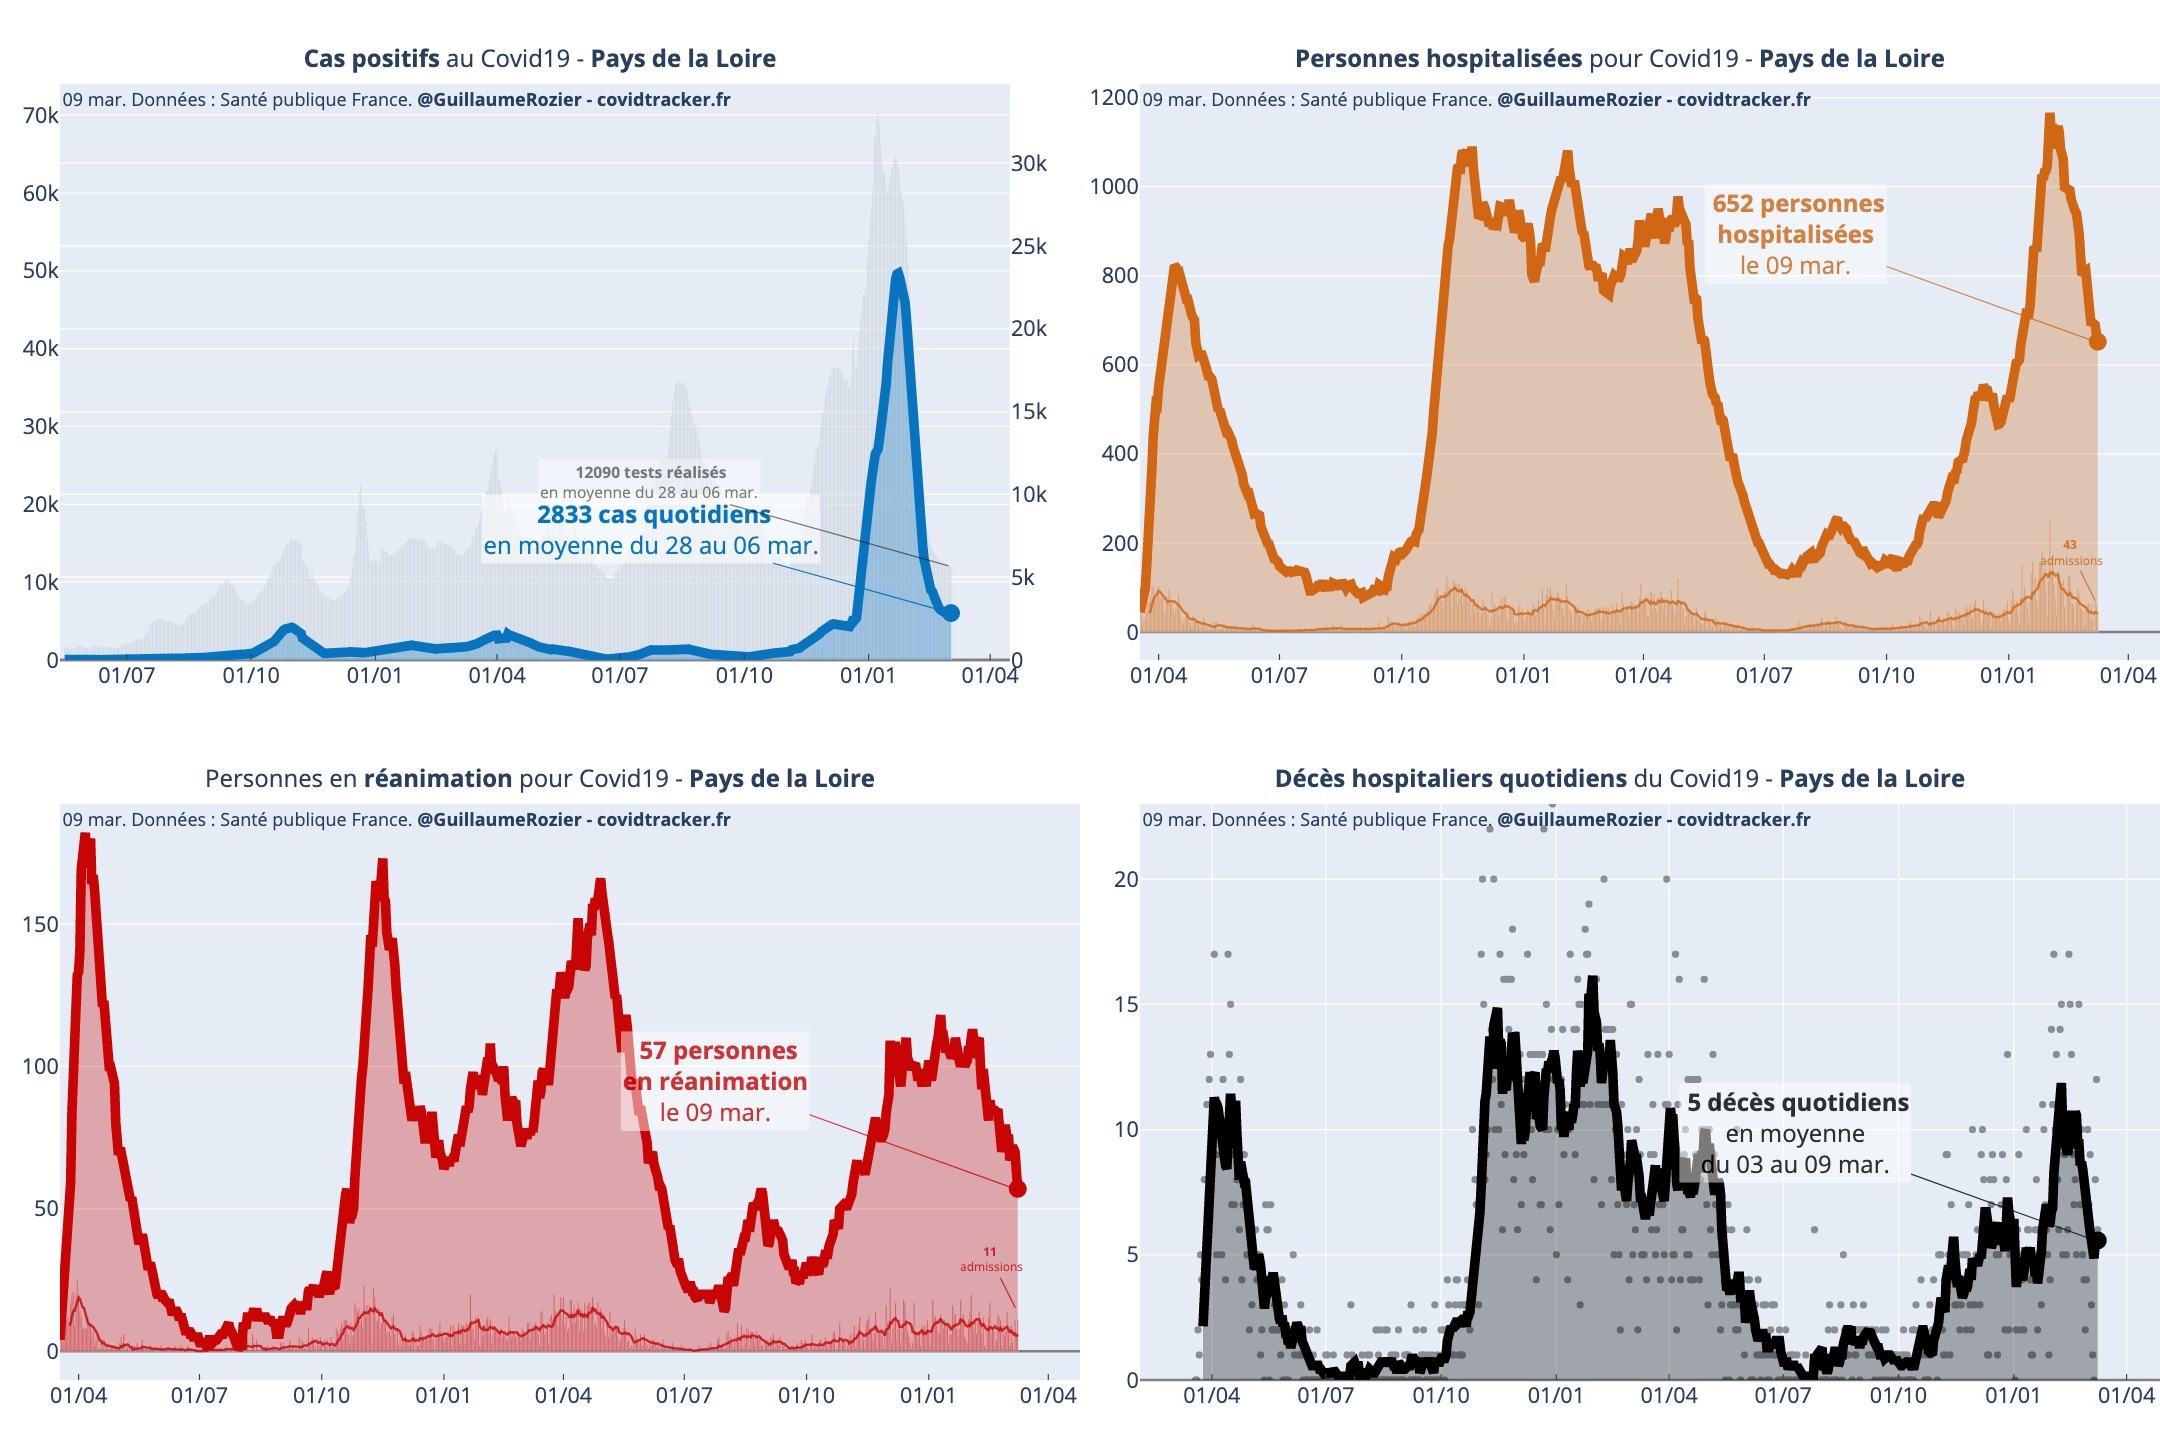 Cas positifs au Covid19 - Pays de la Loire
09 mar. Données : Santé publique France. @GuillaumeRozier - covidtracker.fr
70k
60k
50k
40k
30k
20k
10k
0
30k
25k
20k
15k
10k
5k
0
12090 tests réalisés
en moyenne du 28 au 06 mar.
2833 cas quotidiens
en moyenne du 28 au 06 mar.
01/07 01/10 01/01 01/04 01/07 01/10 01/01 01/04
Personnes hospitalisées pour Covid19 - Pays de la Loire
09 mar. Données : Santé publique France. @GuillaumeRozier - covidtracker.fr
1200
1000
800
600
400
200
0
652 personnes
hospitalisées
le 09 mar.
43
admissions
01/04 01/07 01/10 01/01 01/04 01/07 01/10 01/01 01/04
Personnes en réanimation pour Covid19 - Pays de la Loire
09 mar. Données : Santé publique France. @GuillaumeRozier - covidtracker.fr
150
100
50
0
57 personnes
en réanimation
le 09 mar.
11
admissions
01/04 01/07 01/10 01/01 01/04 01/07 01/10 01/01 01/04
Décès hospitaliers quotidiens du Covid19 - Pays de la Loire
09 mar. Données : Santé publique France. @GuillaumeRozier - covidtracker.fr
20
15
10
5
0
5 décès quotidiens
en moyenne
du 03 au 09 mar.
01/04 01/07 01/10 01/01 01/04 01/07 01/10 01/01 01/04